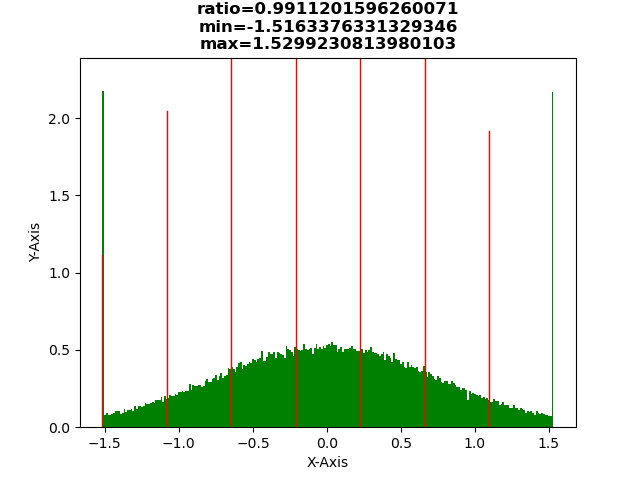 ratio=0.9911201596260071
min=-1.5163376331329346
max=1.5299230813980103
2.0
1.5
1.0
0.5
0.0
Y-Axis
−1.5 −1.0 −0.5 0.0 0.5 1.0 1.5
X-Axis